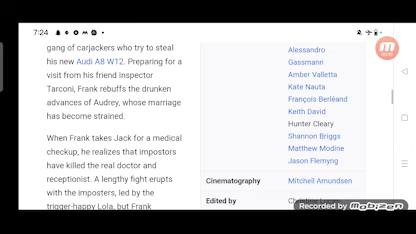 7:24
gang of carjackers who try to steal
his new Audi A8 W12. Preparing for a
visit from his friend Inspector
Tarconi, Frank rebuffs the drunken
advances of Audrey, whose marriage
has become strained.
When Frank takes Jack for a medical
checkup, he realizes that impostors
have killed the real doctor and
receptionist. A lengthy fight erupts
with the imposters, led by the
trigger-happy Lola, but Frank
Alessandro
Gassmann
Amber Valletta
Kate Nauta
François Berléand
Keith David
Hunter Cleary
Shannon Briggs
Matthew Modine
Jason Flemyng
Cinematography Mitchell Amundsen
Edited by Christine Lucas
Recorded by MOBIZEN